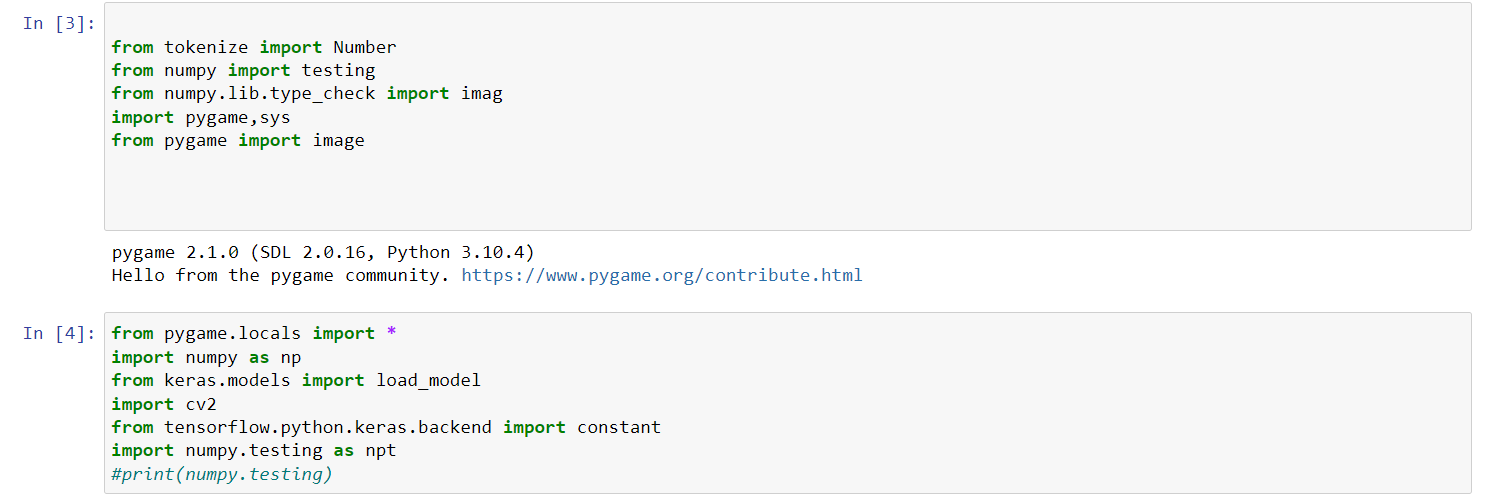 In [3]:
from tokenize import Number
from numpy import testing
from numpy.lib.type_check import imag
import pygame,sys
from pygame import image
pygame 2.1.0 (SDL 2.0.16, Python 3.10.4)
Hello from the pygame community. https://www.pygame.org/contribute.html
In [4]: from pygame.locals import *
import numpy as np
from keras.models import load_model
import cv2
from tensorflow.python.keras.backend import constant
import numpy.testing as npt
#print(numpy.testing)